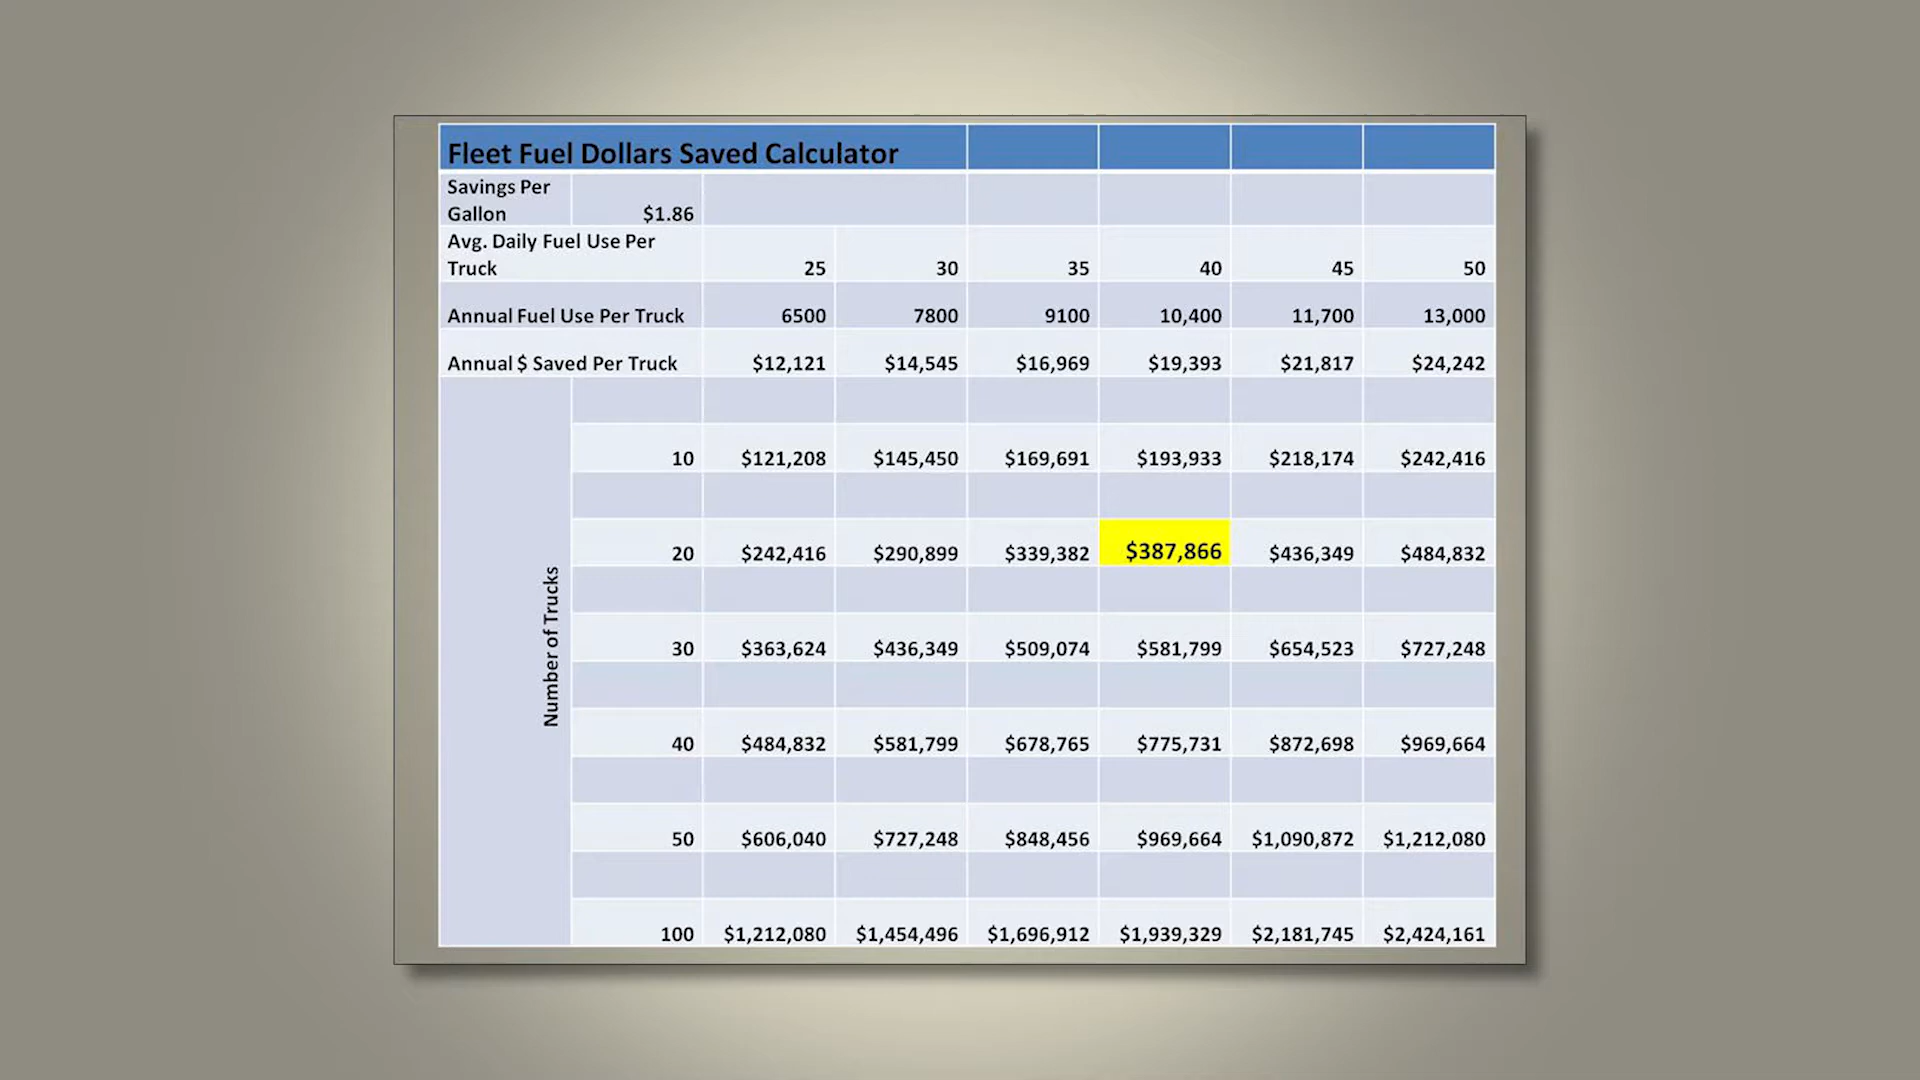 Fleet Fuel Dollars Saved Calculator
Savings Per
Gallon $1.86
Avg. Daily Fuel Use Per
Truck 25 30 35 40 45 50
Annual Fuel Use Per Truck 6500 7800 9100 10,400 11,700 13,000
Annual $ Saved Per Truck $12,121 $14,545 $16,969 $19,393 $21,817 $24,242
Number of Trucks
10 $121,208 $145,450 $169,691 $193,933 $218,174 $242,416
20 $242,416 $290,899 $339,382 $387,866 $436,349 $484,832
30 $363,624 $436,349 $509,074 $581,799 $654,523 $727,248
40 $484,832 $581,799 $678,765 $775,731 $872,698 $969,664
50 $606,040 $727,248 $848,456 $969,664 $1,090,872 $1,212,080
100 $1,212,080 $1,454,496 $1,696,912 $1,939,329 $2,181,745 $2,424,161